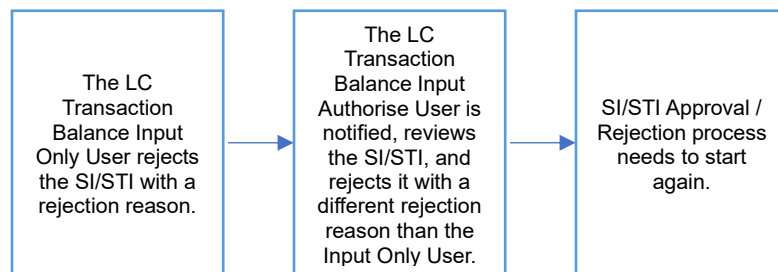 The LC
Transaction
Balance Input
Only User rejects
the SI/STI with a
rejection reason.
The LC
Transaction
Balance Input
Authorise User is
notified, reviews
the SI/STI, and
rejects it with a
different rejection
reason than the
Input Only User.
SI/STI Approval /
Rejection process
needs to start
again.